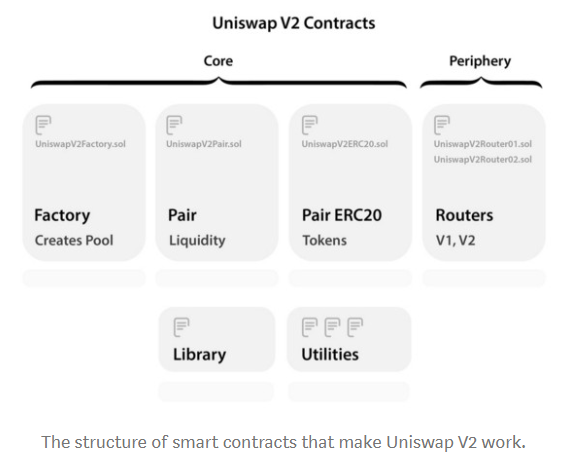 Uniswap V2 Contracts
Core
Periphery
UniswapV2Factory.sol
Factory
Creates Pool
UniswapV2Pair.sol
Pair
Liquidity
UniswapV2ERC20.sol
Pair ERC20
Tokens
UniswapV2Router01.sol
UniswapV2Router02.sol
Routers
V1, V2
Library
Utilities
The structure of smart contracts that make Uniswap V2 work.